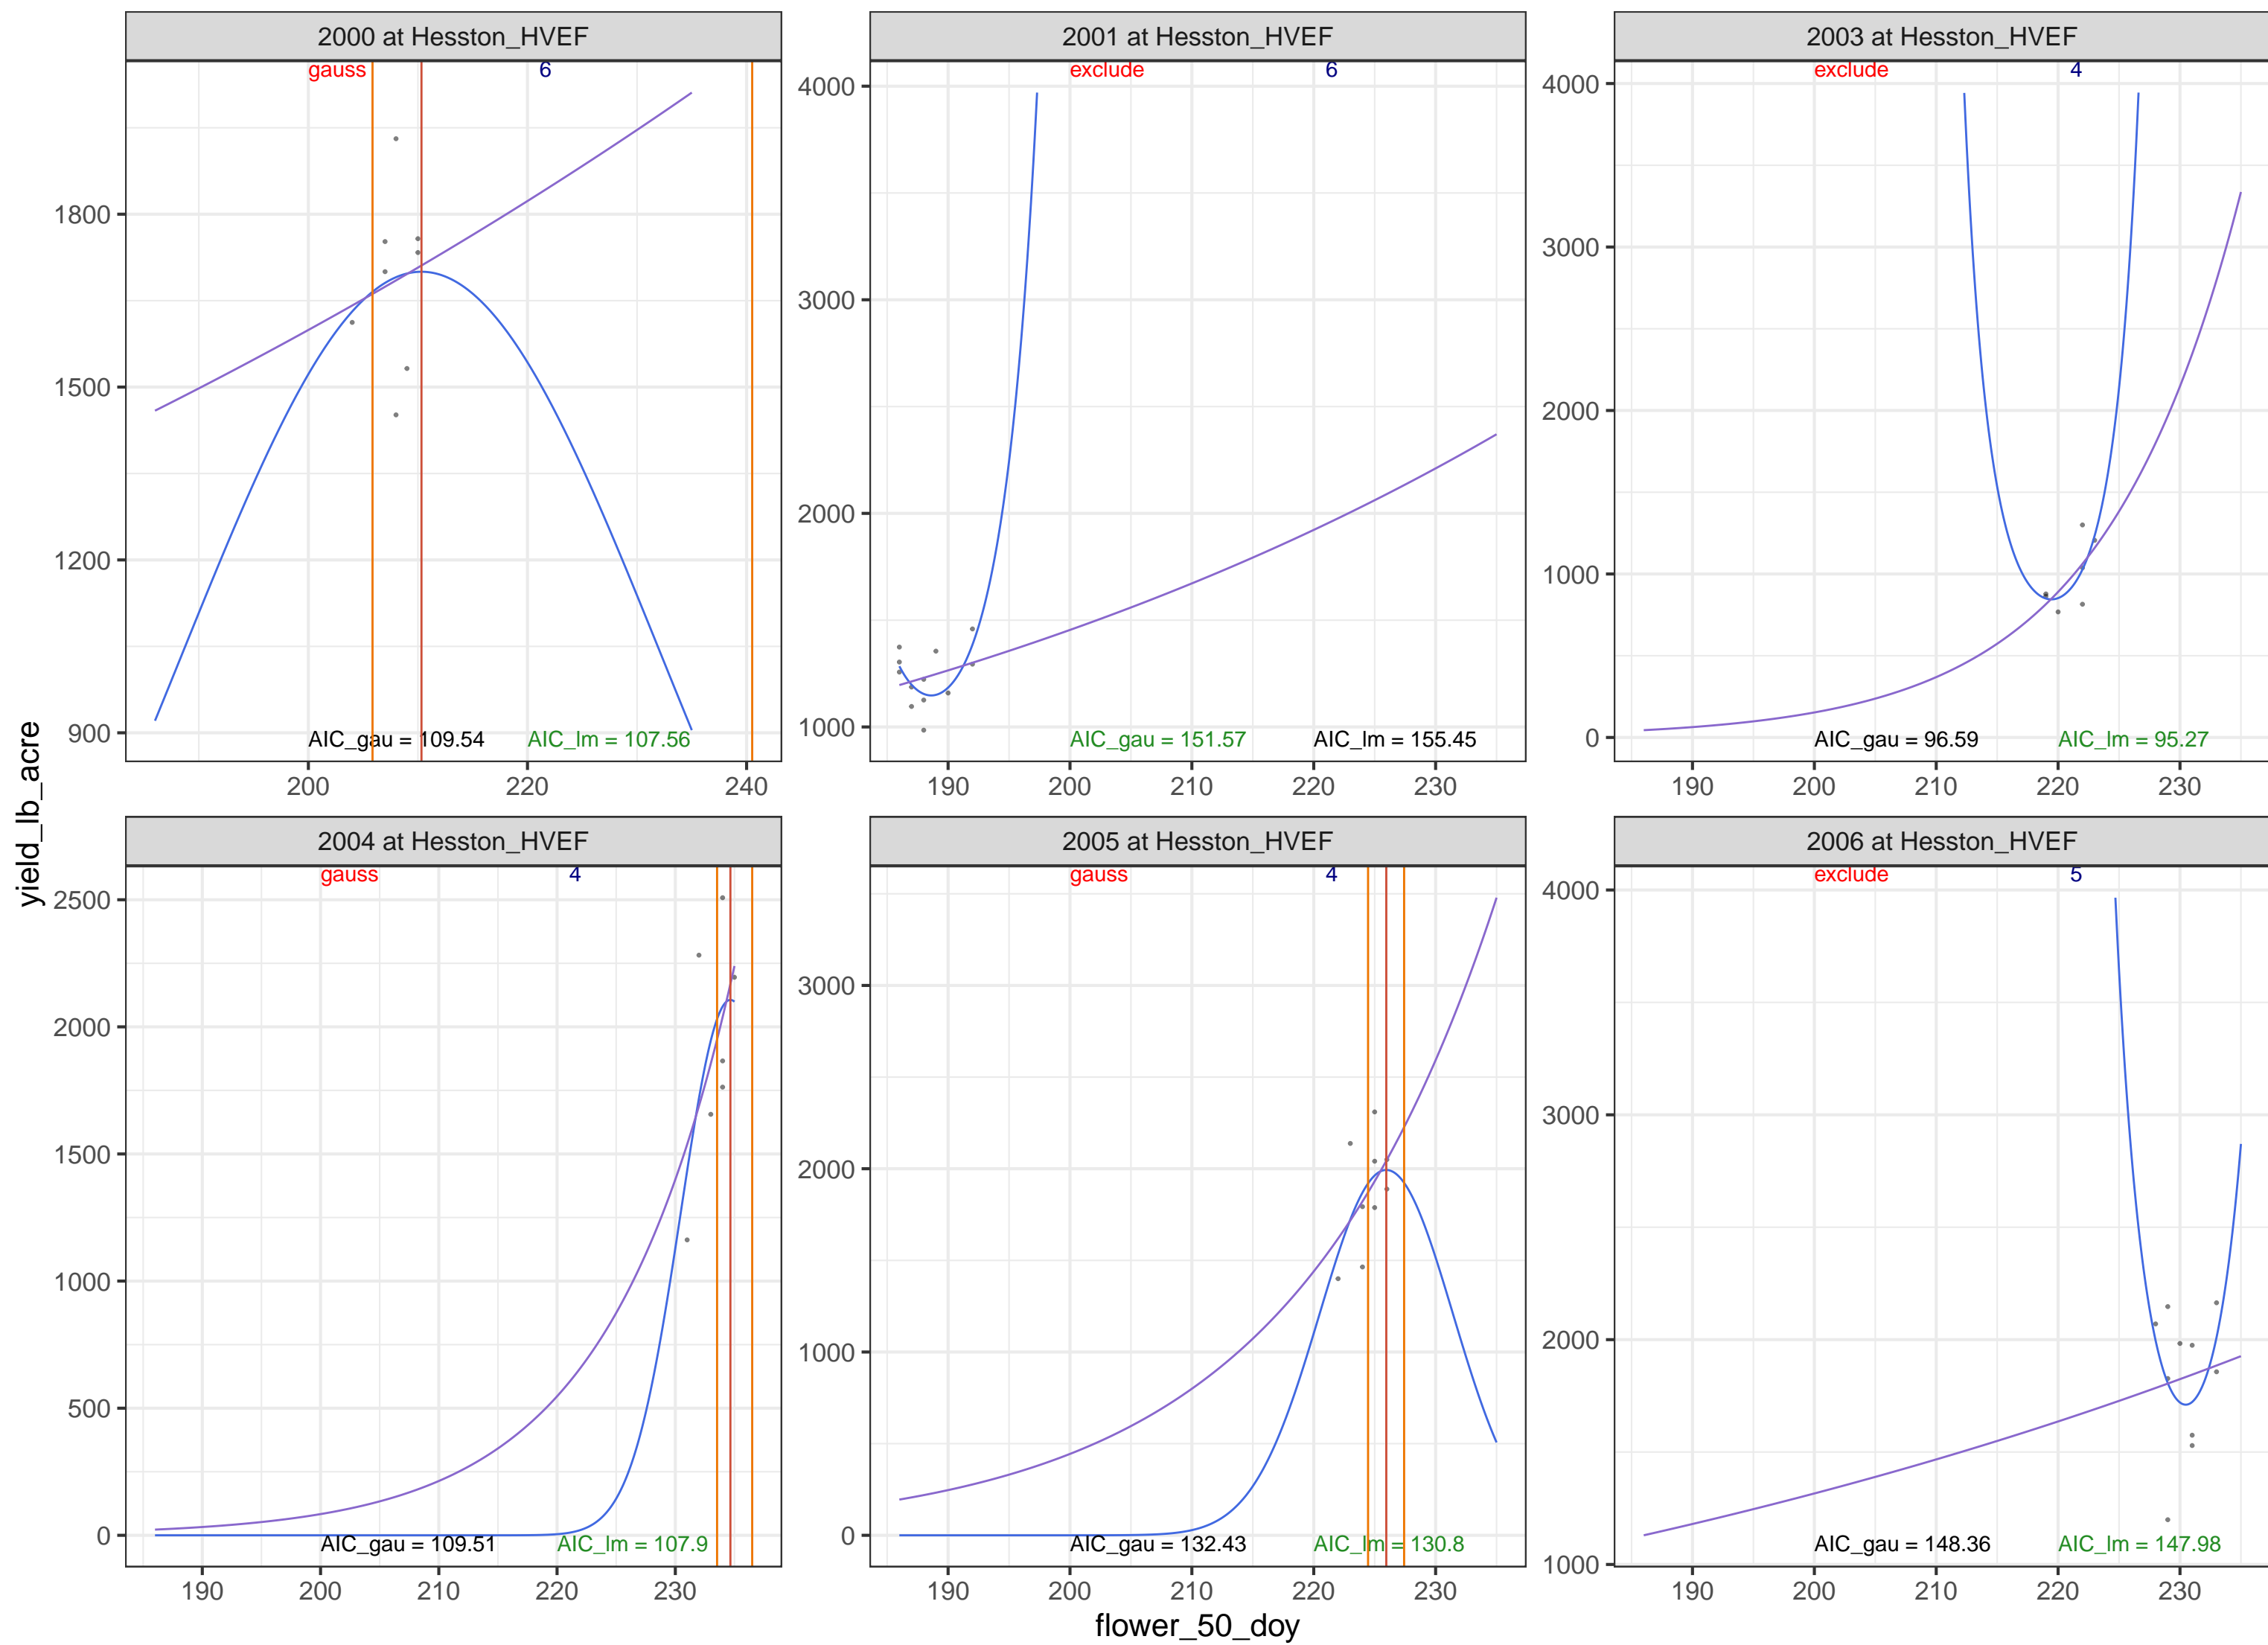 2000 at Hesston_HVEF
2001 at Hesston_HVEF
2003 at Hesston_HVEF
gauss 6
exclude 6
exclude 4
1800
1500
1200
900
4000
3000
2000
1000
4000
3000
2000
1000
0
AIC_gau = 109.54 AIC_lm = 107.56
AIC_gau = 151.57 AIC_lm = 155.45
AIC_gau = 96.59 AIC_lm = 95.27
200 220 240
190 200 210 220 230
190 200 210 220 230
yield_lb_acre
2004 at Hesston_HVEF
2005 at Hesston_HVEF
2006 at Hesston_HVEF
gauss 4
gauss 4
exclude 5
2500
2000
1500
1000
500
0
3000
2000
1000
0
4000
3000
2000
1000
AIC_gau = 109.51 AIC_lm = 107.9
AIC_gau = 132.43 AIC_lm = 130.8
AIC_gau = 148.36 AIC_lm = 147.98
190 200 210 220 230
190 200 210 220 230
190 200 210 220 230
flower_50_doy